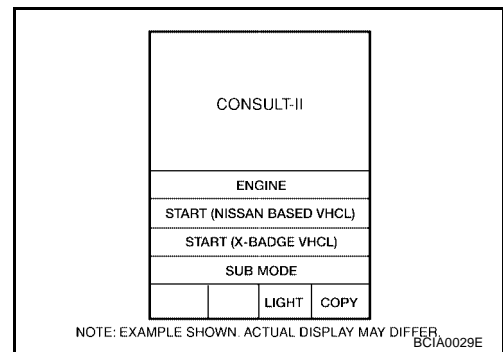 CONSULT-II
ENGINE
START (NISSAN BASED VHCL)
START (X-BADGE VHCL)
SUB MODE
LIGHT COPY
NOTE: EXAMPLE SHOWN. ACTUAL DISPLAY MAY DIFFER.
BCIA0029E